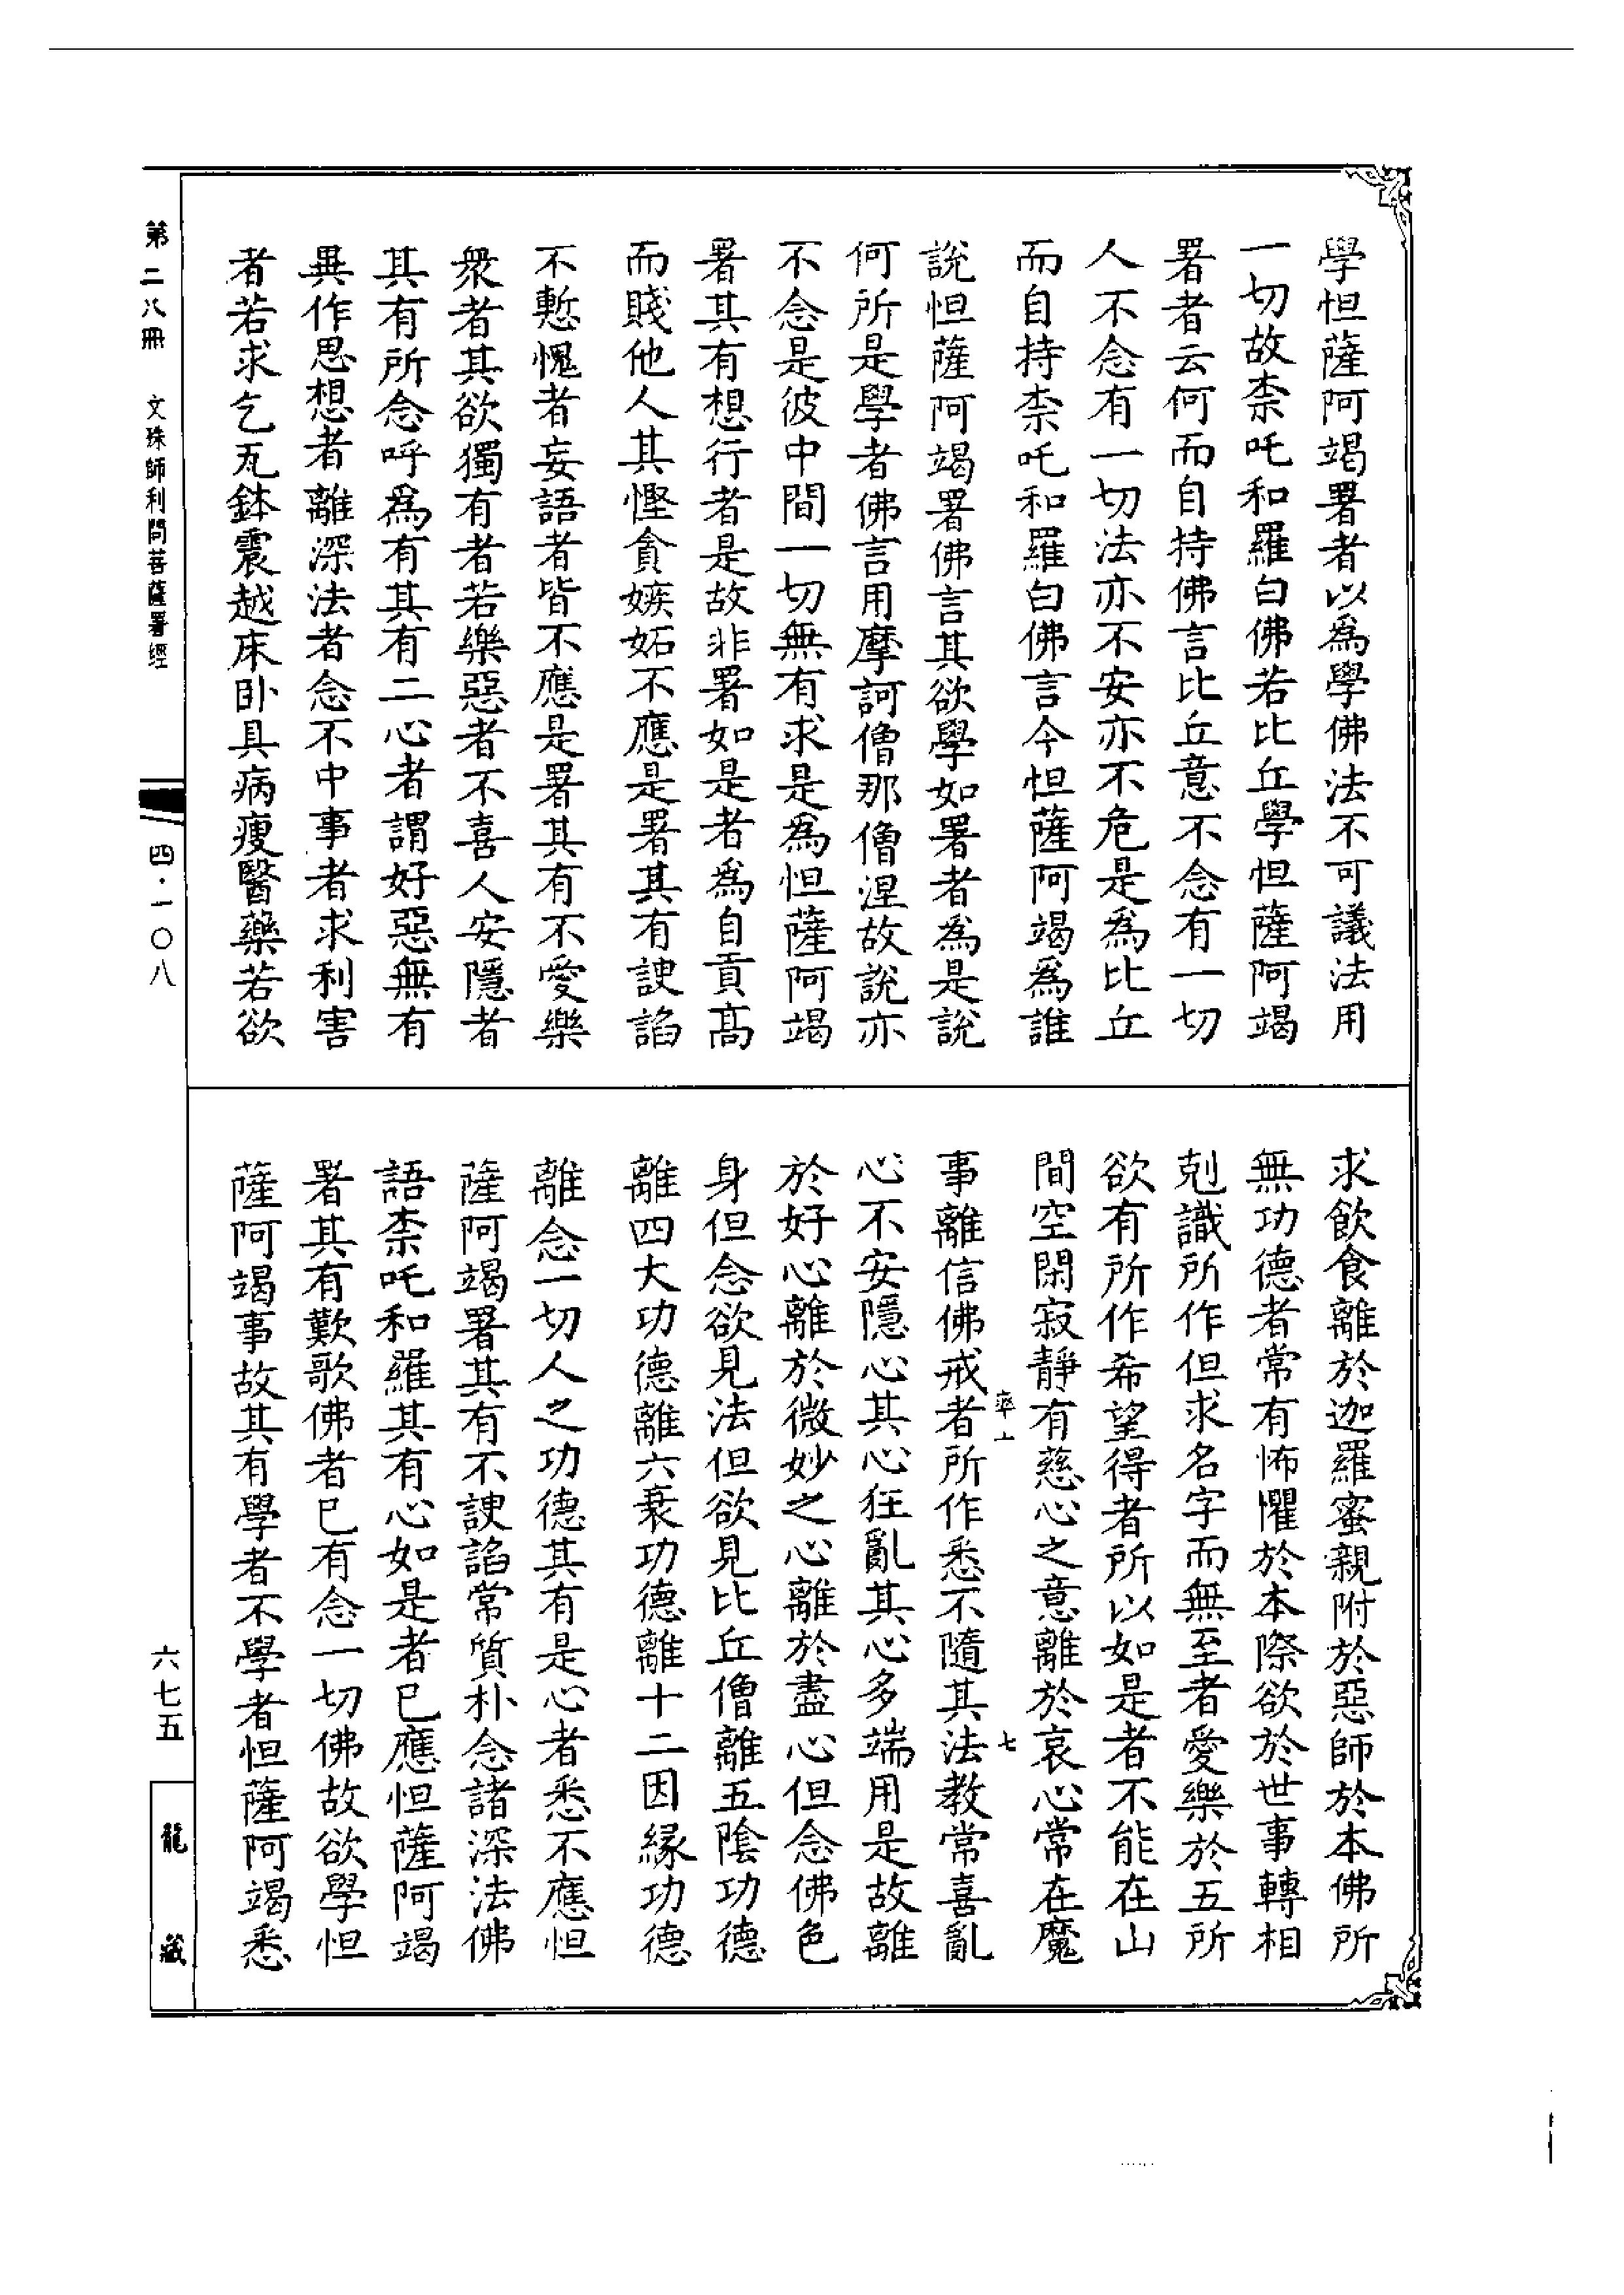 學怛薩阿竭署者以爲學佛法不可議法用
一切故柰吒和羅白佛若比丘學怛薩阿竭
署者云何而自持佛言比丘意不念有一切
人不念有一切法亦不安亦不危是爲比丘
而自持柰吒和羅白佛言今怛薩阿竭爲誰
說怛薩阿竭署佛言其欲學如署者爲是說
何所是學者佛言用摩訶僧那僧涅故說亦
不念是彼中間一切無有求是爲怛薩阿竭
署其有想行者是故非署如是者爲自貢高
而賤他人其慳貪嫉妬不應是署其有諛諂
不慙愧者妄語者皆不應是署其有不愛樂
衆者其欲獨有者若樂惡者不喜人安隱者
其有所念呼爲有其有二心者謂好惡無有
異作思想者離深法者念不中事者求利害
者若求乞瓦鉢震越床卧具病瘦醫藥若欲
求飲食離於迦羅蜜親附於惡師於本佛所
無功德者常有怖懼於本際欲於世事轉相
剋識所作但求名字而無至者愛樂於五所
欲有所作希望得者所以如是者不能在山
間空閑寂靜有慈心之意離於哀心常在魔
事離信佛戒者所作悉不隨其法教常喜亂
心不安隱心其心狂亂其心多端用是故離
於好心離於微妙之心離於盡心但念佛色
身但念欲見法但欲見比丘僧離五陰功德
離四大功德離六衰功德離十二因緣功德
離念一切人之功德其有是心者悉不應怛
薩阿竭署其有不諛諂常質朴念諸深法佛
語柰吒和羅其有心如是者已應怛薩阿竭
署其有歎歌佛者已有念一切佛故欲學怛
薩阿竭事故其有學者不學者怛薩阿竭悉
七
第二八冊 文殊師利問菩薩署經
四·一〇八
六七五
龍藏